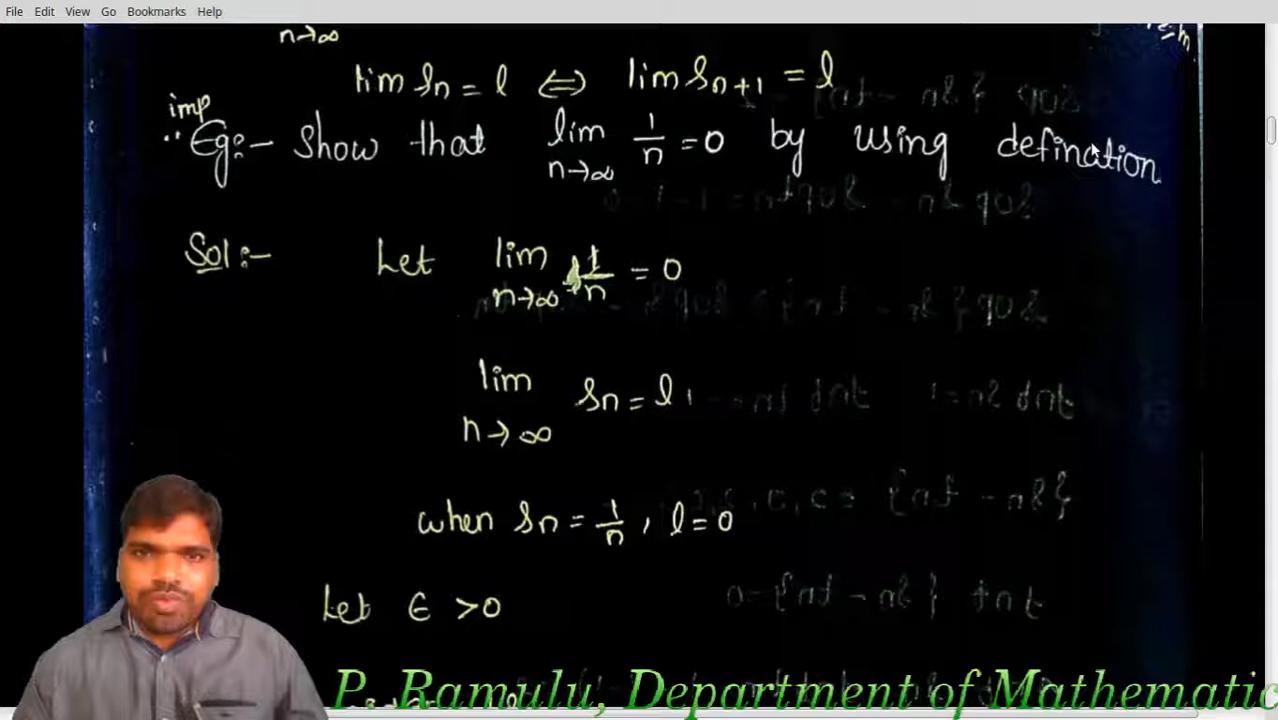 File Edit View Go Bookmarks Help
n→∞
lim Sn = l ⇔ lim Sn+1 = l
imp
Eg:- Show that lim n→∞ 1/n = 0 by using defination
Sol:- Let lim n→∞ 1/n = 0
lim n→∞ Sn = l
when Sn = 1/n, l = 0
Let ε > 0
P. Ramulu, Department of Mathematic